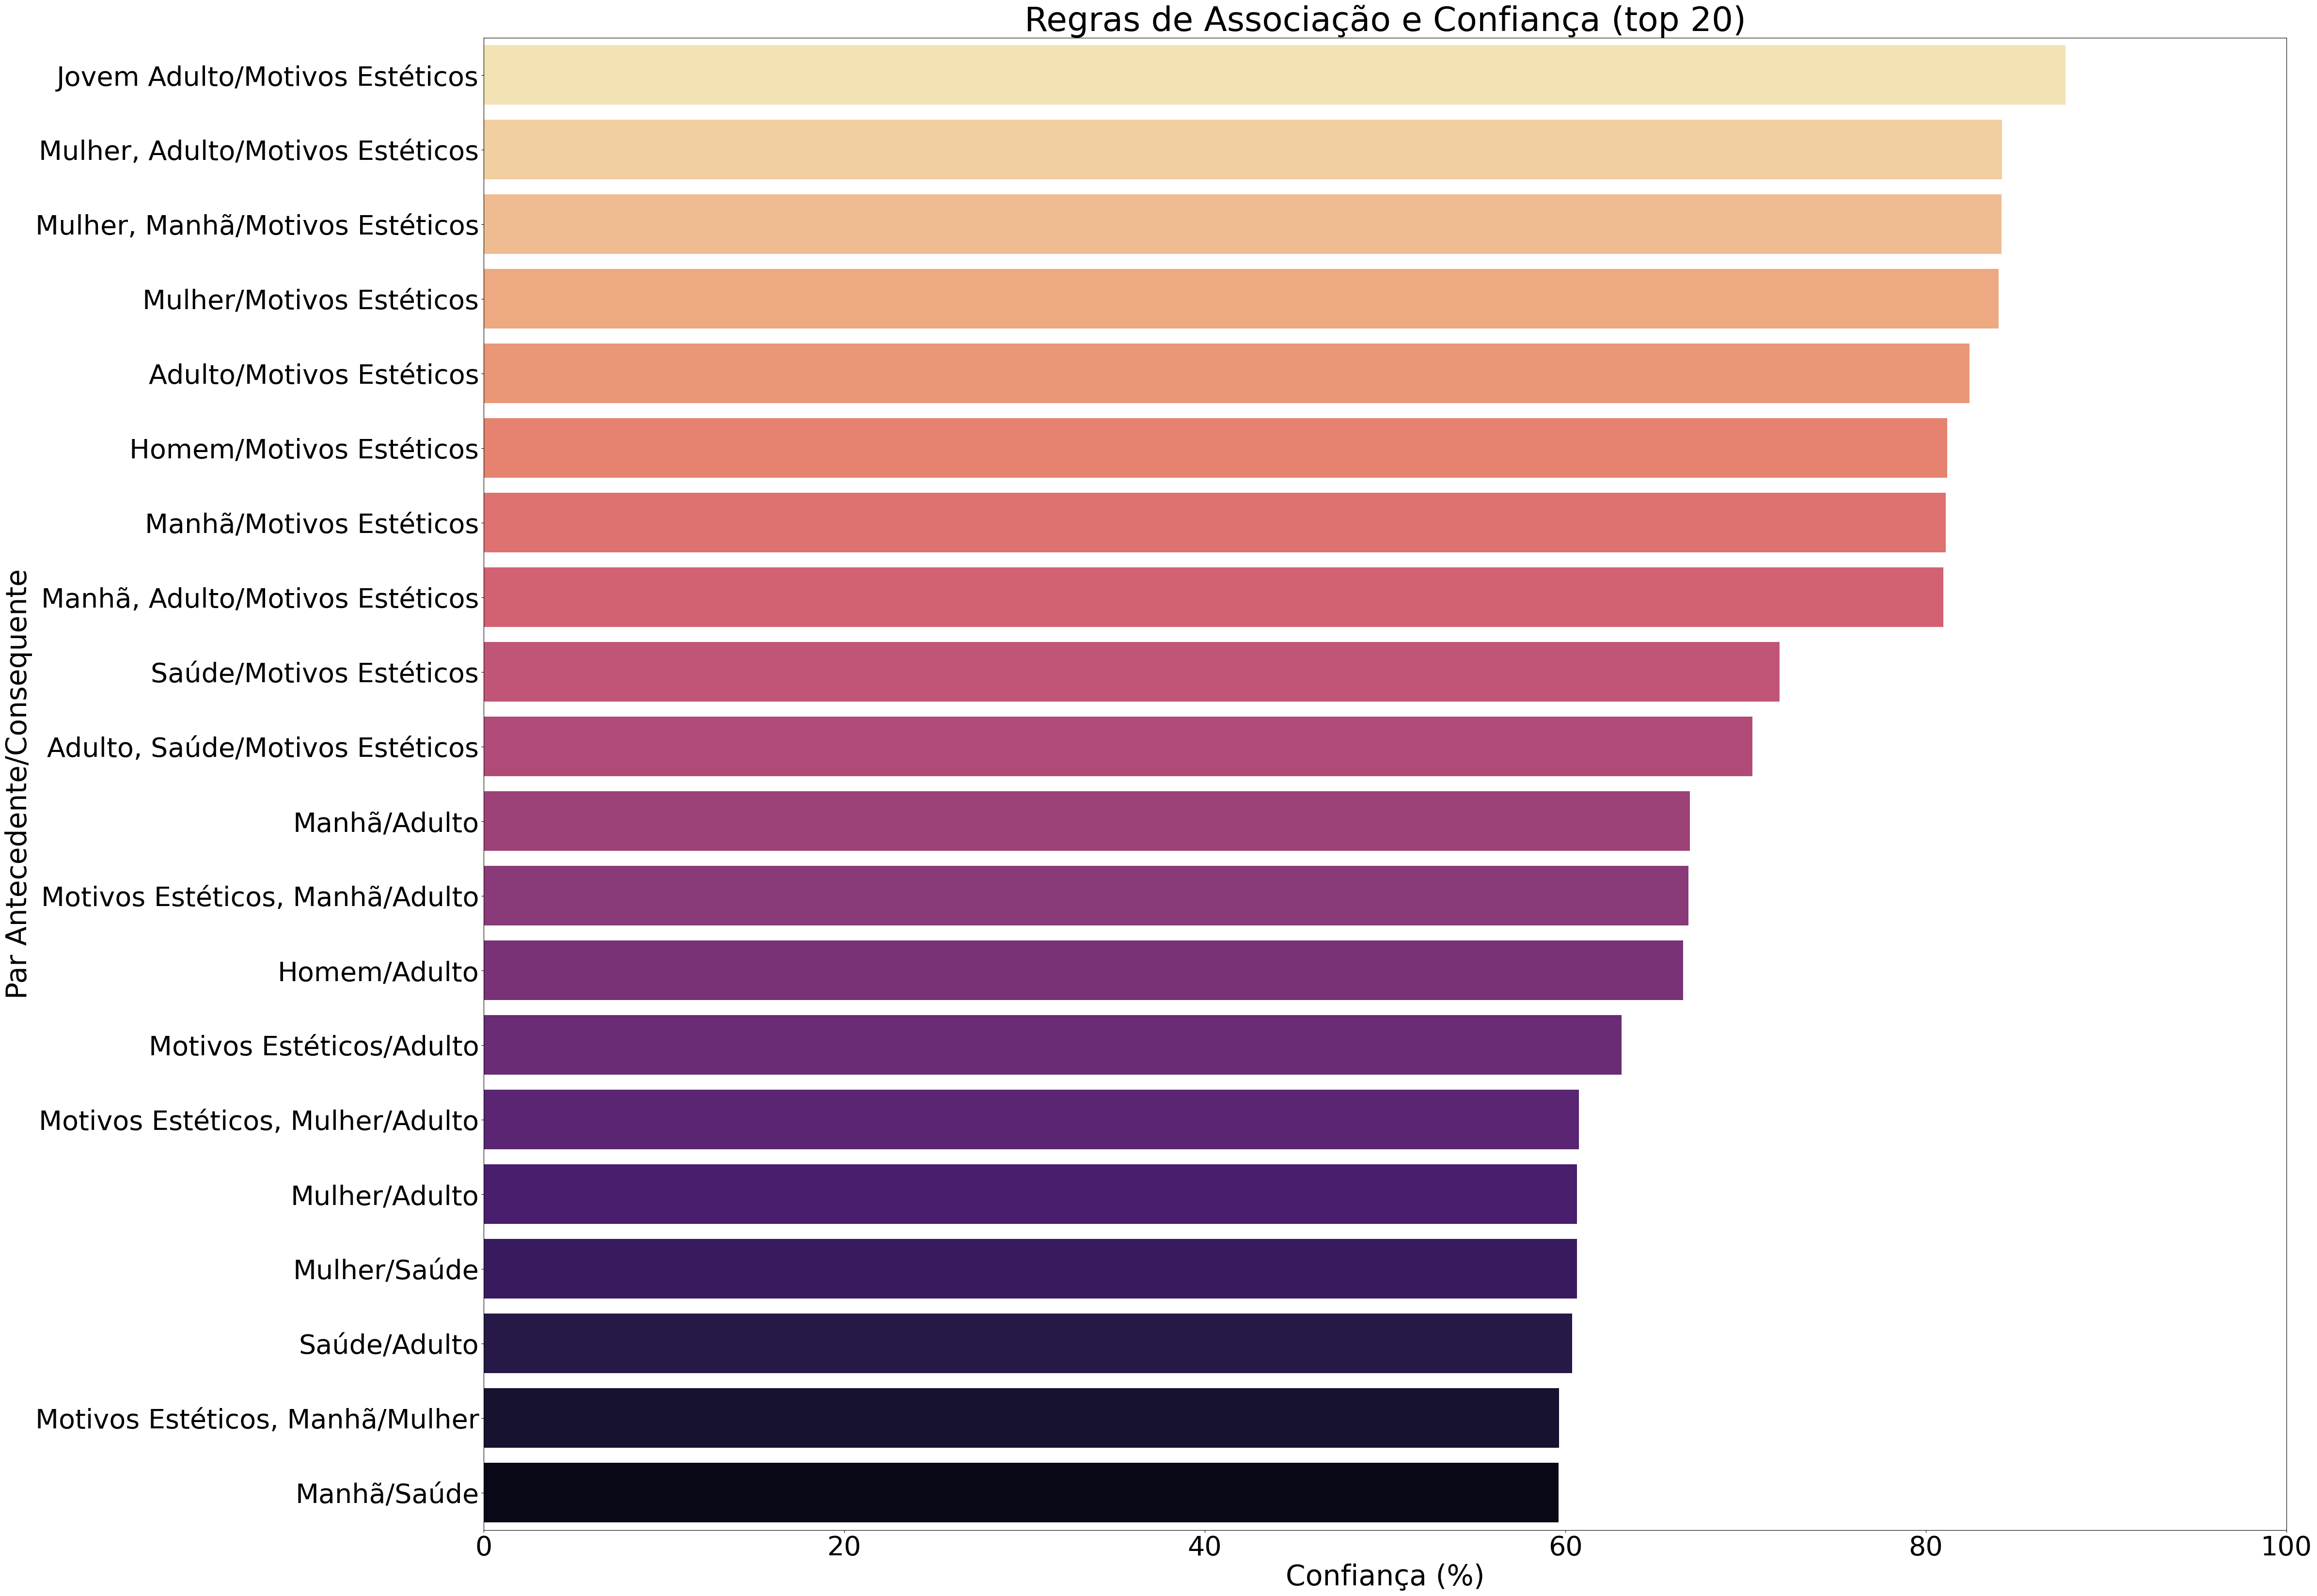 Regras de Associação e Confiança (top 20)
Par Antecedente/Consequente
Jovem Adulto/Motivos Estéticos
Mulher, Adulto/Motivos Estéticos
Mulher, Manhã/Motivos Estéticos
Mulher/Motivos Estéticos
Adulto/Motivos Estéticos
Homem/Motivos Estéticos
Manhã/Motivos Estéticos
Manhã, Adulto/Motivos Estéticos
Saúde/Motivos Estéticos
Adulto, Saúde/Motivos Estéticos
Manhã/Adulto
Motivos Estéticos, Manhã/Adulto
Homem/Adulto
Motivos Estéticos/Adulto
Motivos Estéticos, Mulher/Adulto
Mulher/Adulto
Mulher/Saúde
Saúde/Adulto
Motivos Estéticos, Manhã/Mulher
Manhã/Saúde
0 20 40 60 80 100
Confiança (%)